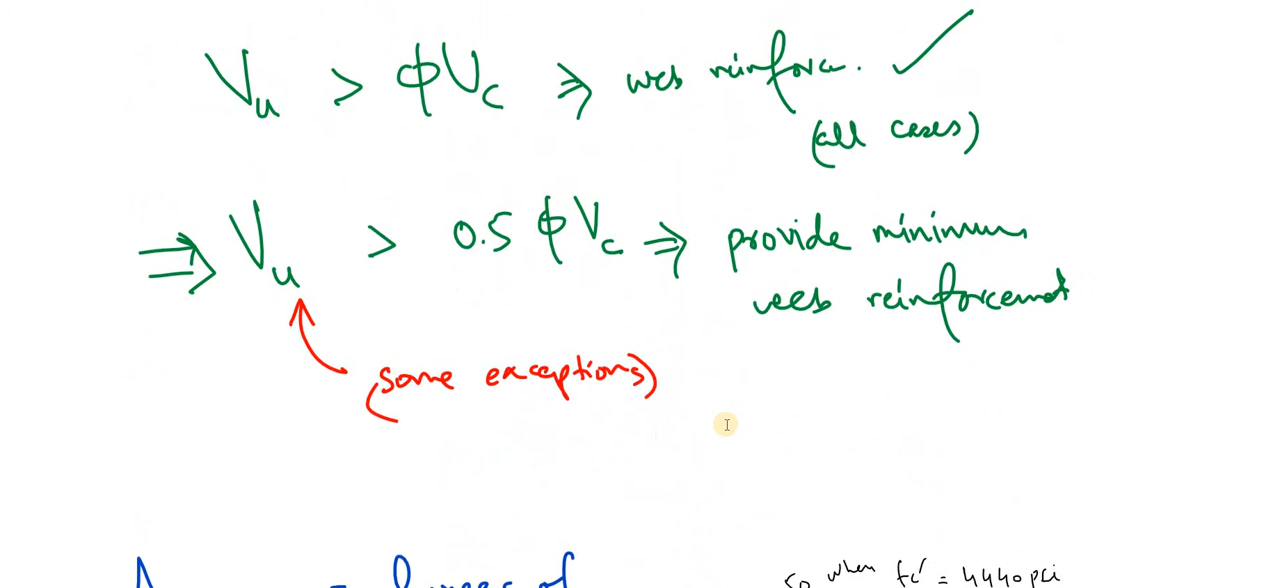 Vu > ϕVc ⇒ web reinforce. ✓
(all cases)
⇒ Vu > 0.5 ϕVc ⇒ provide minimum
web reinforcement
(some exceptions)
So when fc' = 4440 psi